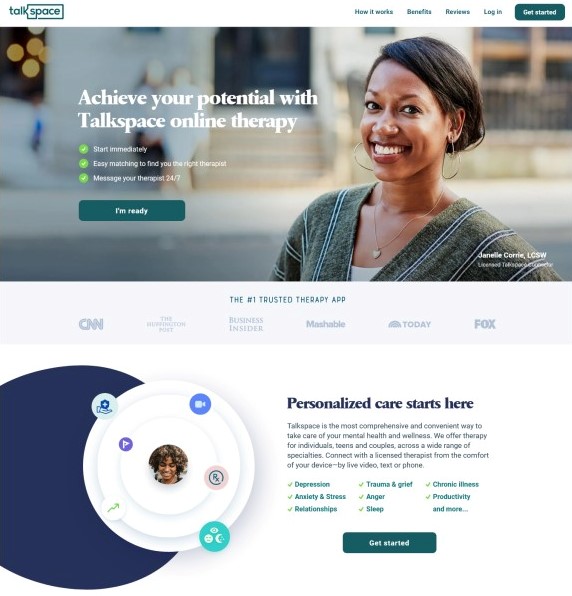 talkspace
How it works Benefits Reviews Log in Get started
Achieve your potential with
Talkspace online therapy
Start immediately
Easy matching to find you the right therapist
Message your therapist 24/7
I'm ready
Janelle Corrie, LCSW
Licensed Talkspace Counselor
THE #1 TRUSTED THERAPY APP
CNN
THE
HUFFINGTON
POST
BUSINESS
INSIDER
Mashable
TODAY
FOX
Personalized care starts here
Talkspace is the most comprehensive and convenient way to
take care of your mental health and wellness. We offer therapy
for individuals, teens and couples, across a wide range of
specialties. Connect with a licensed therapist from the comfort
of your device—by live video, text or phone.
Depression Trauma & grief Chronic illness
Anxiety & Stress Anger Productivity
Relationships Sleep and more...
Get started